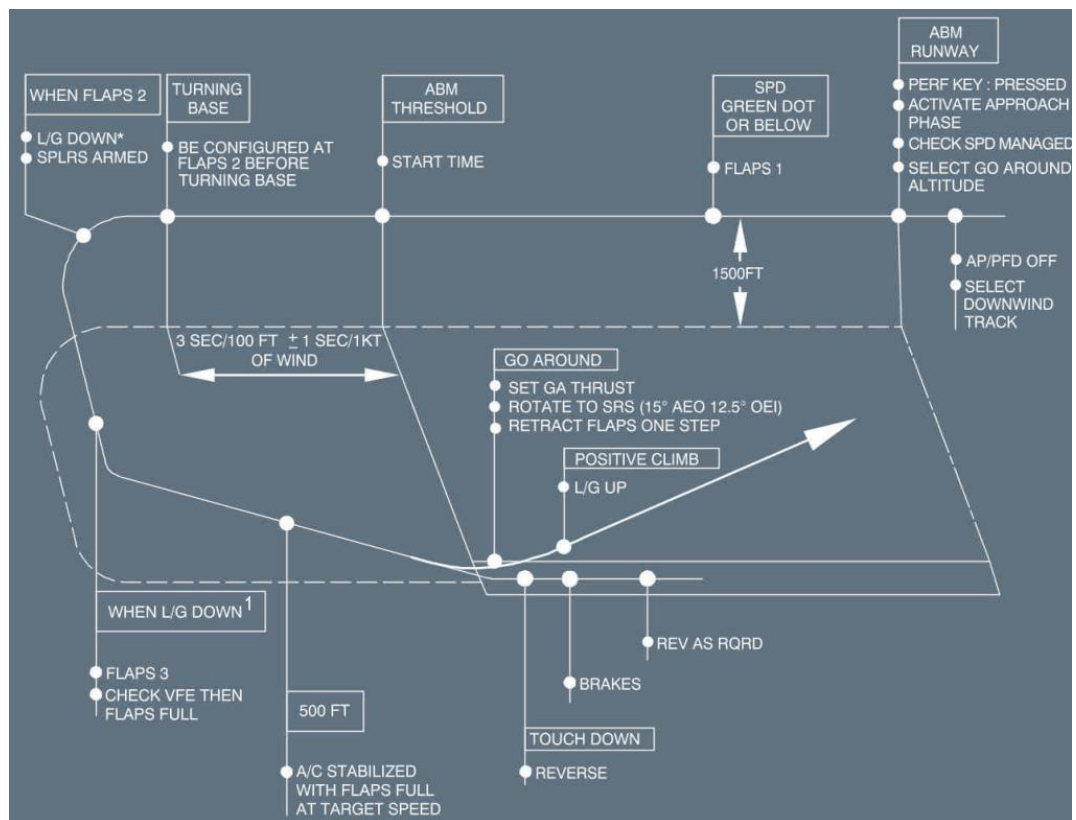 WHEN FLAPS 2
L/G DOWN*
SPLRS ARMED
TURNING
BASE
BE CONFIGURED AT
FLAPS 2 BEFORE
TURNING BASE
ABM
THRESHOLD
START TIME
SPD
GREEN DOT
OR BELOW
FLAPS 1
ABM
RUNWAY
PERF KEY : PRESSED
ACTIVATE APPROACH
PHASE
CHECK SPD MANAGED
SELECT GO AROUND
ALTITUDE
1500FT
AP/PFD OFF
SELECT
DOWNWIND
TRACK
3 SEC/100 FT ± 1 SEC/1KT
OF WIND
GO AROUND
SET GA THRUST
ROTATE TO SRS (15° AEO 12.5° OEI)
RETRACT FLAPS ONE STEP
POSITIVE CLIMB
L/G UP
WHEN L/G DOWN 1
FLAPS 3
CHECK VFE THEN
FLAPS FULL
500 FT
A/C STABILIZED
WITH FLAPS FULL
AT TARGET SPEED
REV AS RQRD
BRAKES
TOUCH DOWN
REVERSE